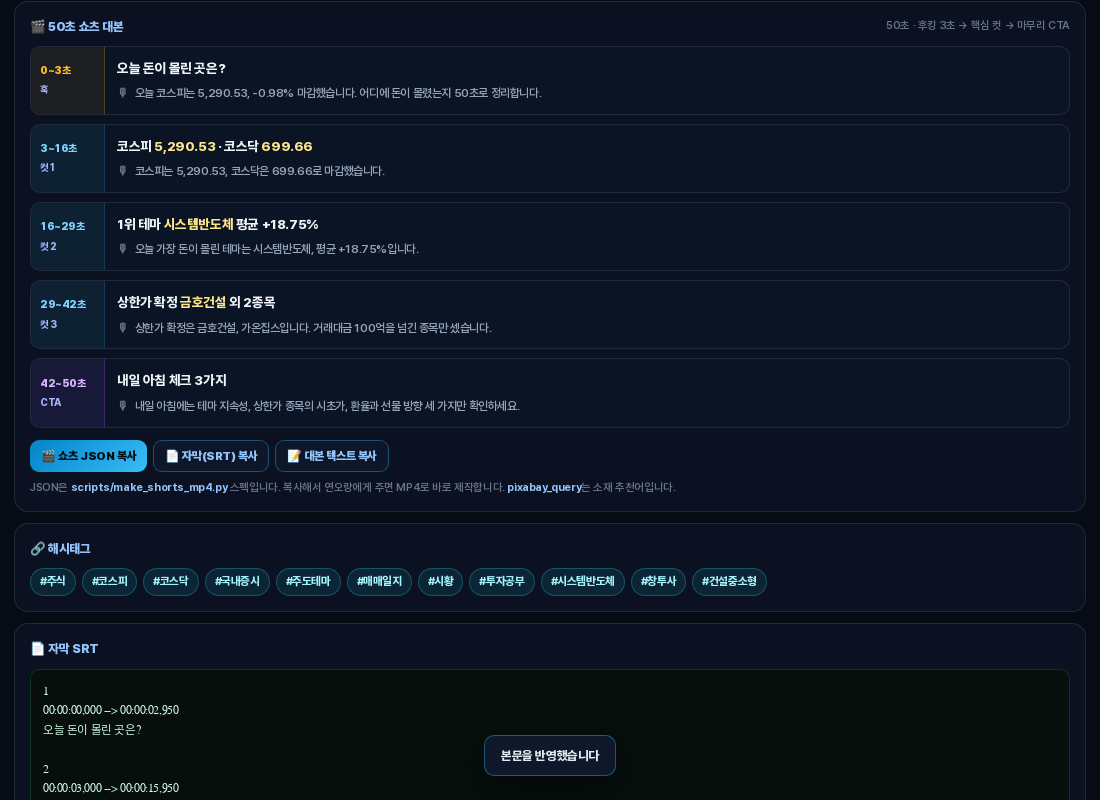 🎬 50초 쇼츠 대본
50초 · 후킹 3초 → 핵심 컷 → 마무리 CTA
0~3초
훅
오늘 돈이 몰린 곳은?
🎙 오늘 코스피는 5,290.53, -0.98% 마감했습니다. 어디에 돈이 몰렸는지 50초로 정리합니다.
3~16초
컷 1
코스피 5,290.53 · 코스닥 699.66
🎙 코스피는 5,290.53, 코스닥은 699.66로 마감했습니다.
16~29초
컷 2
1위 테마 시스템반도체 평균 +18.75%
🎙 오늘 가장 돈이 몰린 테마는 시스템반도체, 평균 +18.75%입니다.
29~42초
컷 3
상한가 확정 금호건설 외 2종목
🎙 상한가 확정은 금호건설, 가온칩스입니다. 거래대금 100억을 넘긴 종목만 셌습니다.
42~50초
CTA
내일 아침 체크 3가지
🎙 내일 아침에는 테마 지속성, 상한가 종목의 시초가, 환율과 선물 방향 세 가지만 확인하세요.
🎬 쇼츠 JSON 복사
📄 자막(SRT) 복사
📝 대본 텍스트 복사
JSON은 scripts/make_shorts_mp4.py 스펙입니다. 복사해서 연오랑에게 주면 MP4로 바로 제작합니다. pixabay_query는 소재 추천어입니다.
🔗 해시태그
#주식 #코스피 #코스닥 #국내증시 #주도테마 #매매일지 #시황 #투자공부 #시스템반도체 #창투사 #건설중소형
📄 자막 SRT
1
00:00:00,000 --> 00:00:02,950
오늘 돈이 몰린 곳은?
2
00:00:03,000 --> 00:00:15,950
본문을 반영했습니다